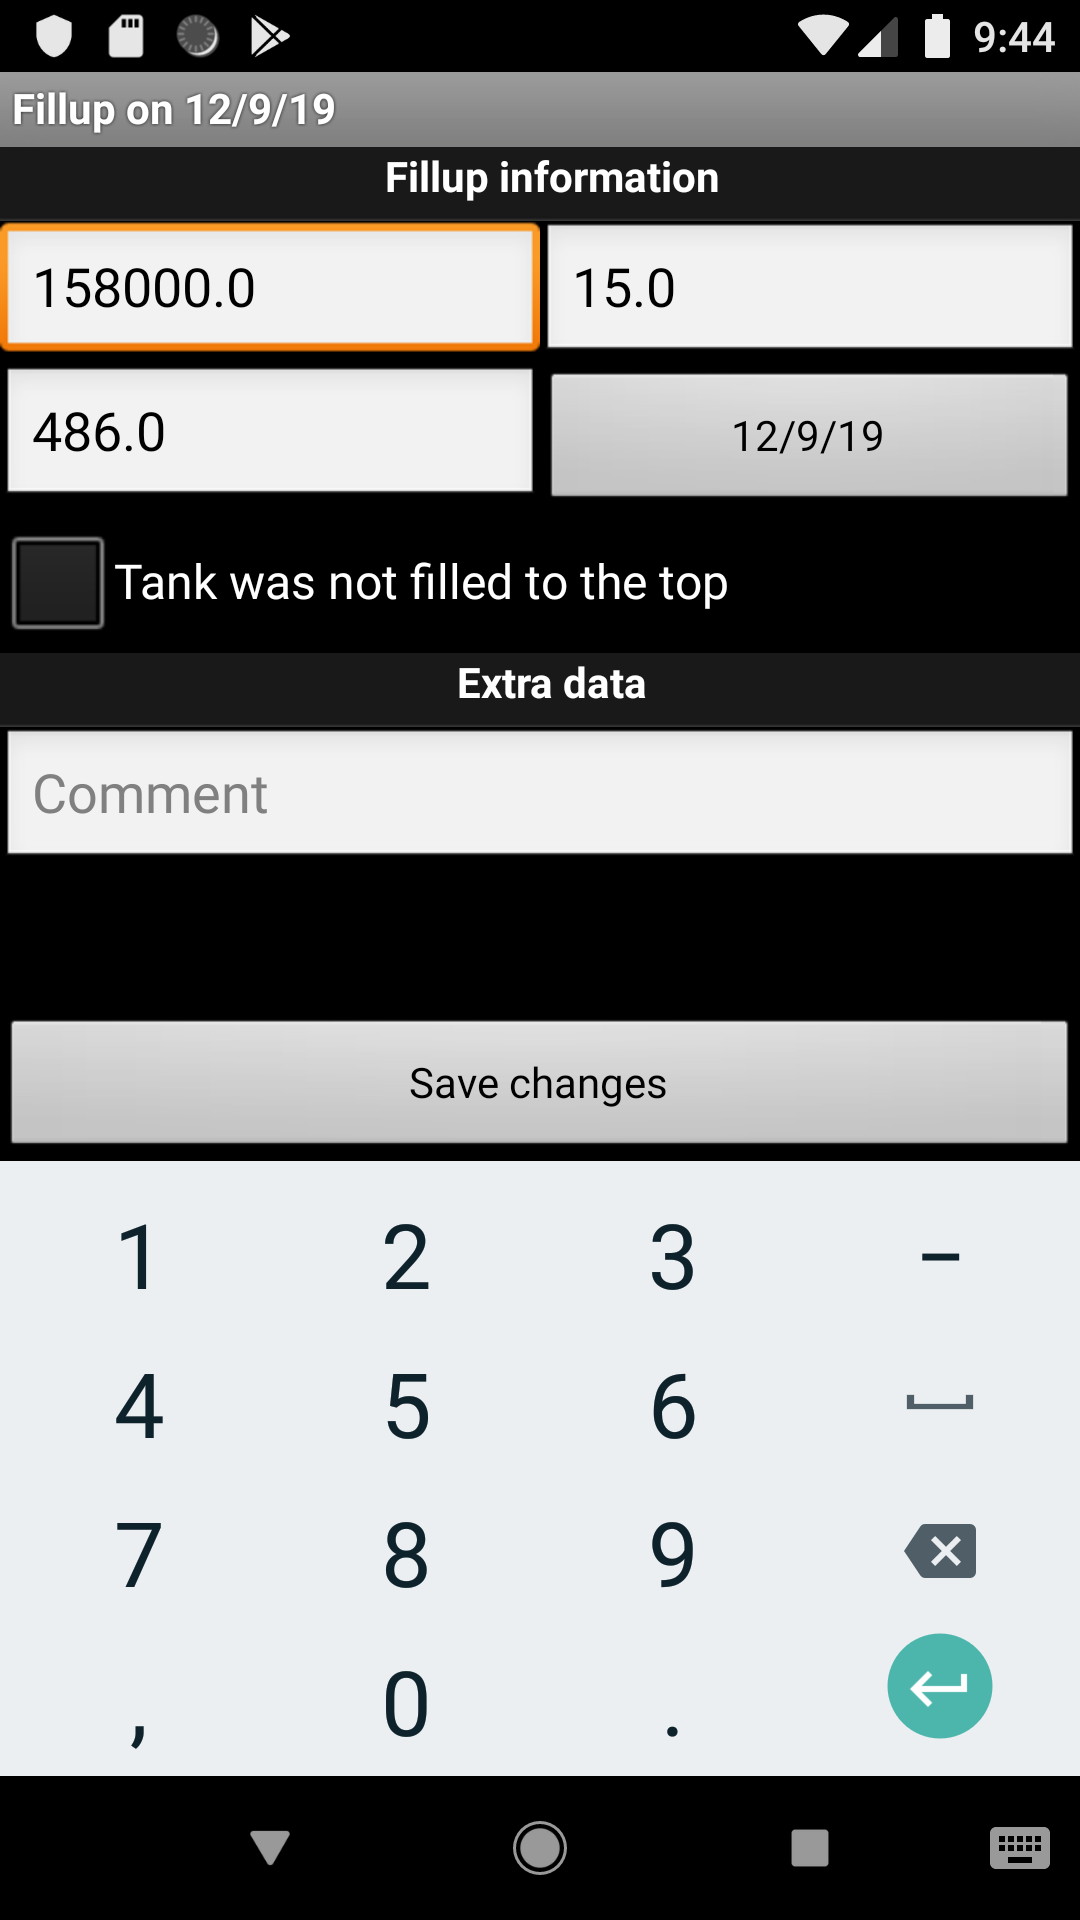 9:44
Fillup on 12/9/19
Fillup information
158000.0 15.0
486.0 12/9/19
Tank was not filled to the top
Extra data
Comment
Save changes
1 2 3 –
4 5 6
7 8 9
, 0 .